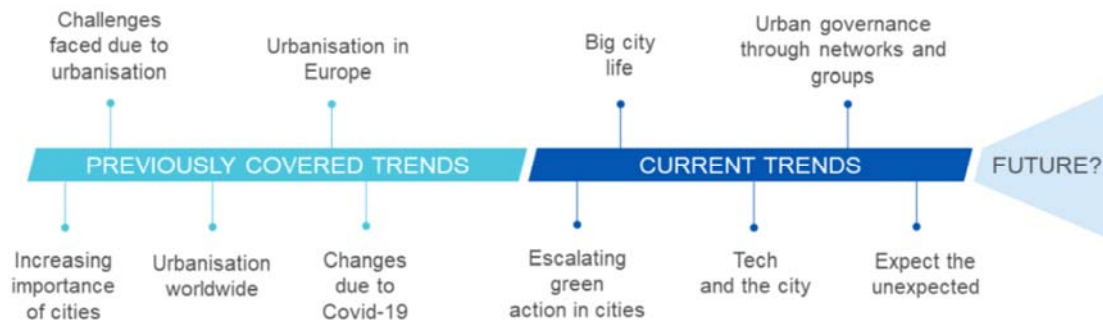 Challenges
faced due to
urbanisation
Urbanisation in
Europe
Big city
life
Urban governance
through networks and
groups
PREVIOUSLY COVERED TRENDS
CURRENT TRENDS
FUTURE?
Increasing
importance
of cities
Urbanisation
worldwide
Changes
due to
Covid-19
Escalating
green
action in cities
Tech
and the city
Expect the
unexpected